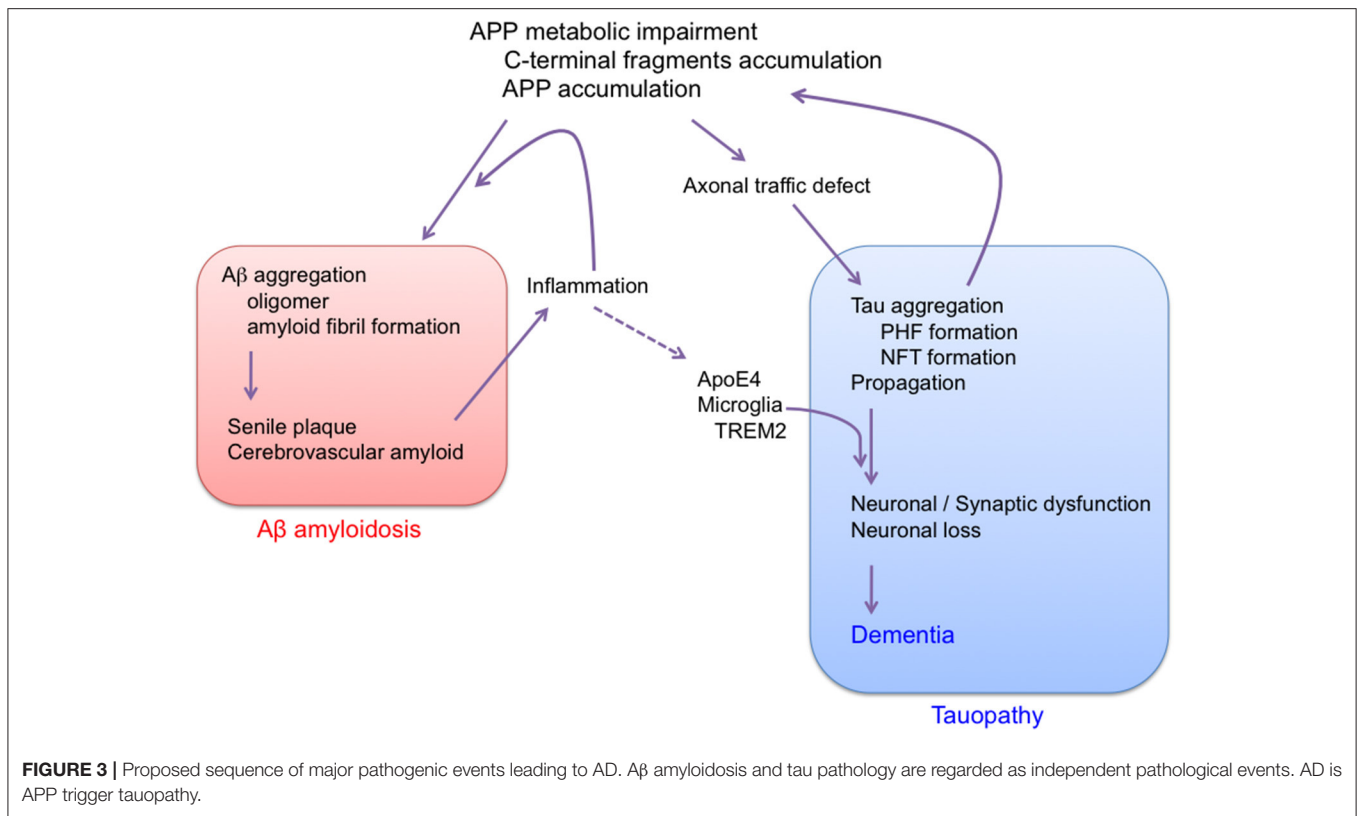 APP metabolic impairment
C-terminal fragments accumulation
APP accumulation
Axonal traffic defect
Aβ aggregation
oligomer
amyloid fibril formation
Senile plaque
Cerebrovascular amyloid
Aβ amyloidosis
Inflammation
ApoE4
Microglia
TREM2
Tau aggregation
PHF formation
NFT formation
Propagation
Neuronal / Synaptic dysfunction
Neuronal loss
Dementia
Tauopathy
FIGURE 3 | Proposed sequence of major pathogenic events leading to AD. Aβ amyloidosis and tau pathology are regarded as independent pathological events. AD is
APP trigger tauopathy.